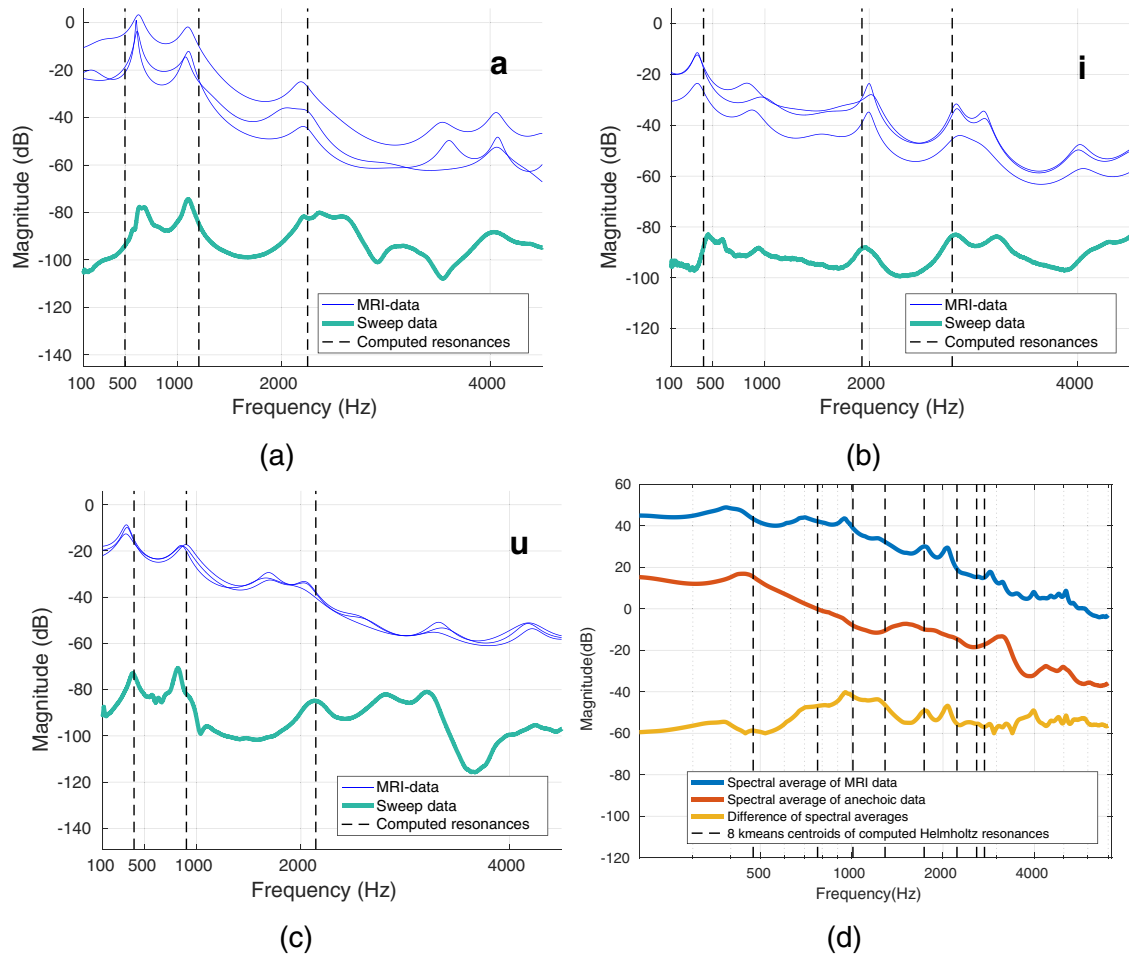 0
-20
-40
-60
-80
-100
-120
-140
Magnitude (dB)
a
MRI-data
Sweep data
Computed resonances
100 500 1000 2000 4000
Frequency (Hz)
(a)
0
-20
-40
-60
-80
-100
-120
Magnitude (dB)
i
MRI-data
Sweep data
Computed resonances
100 500 1000 2000 4000
Frequency (Hz)
(b)
0
-20
-40
-60
-80
-100
-120
-140
Magnitude (dB)
u
MRI-data
Sweep data
Computed resonances
100 500 1000 2000 4000
Frequency (Hz)
(c)
60
40
20
0
-20
-40
-60
-80
-100
-120
Magnitude(dB)
Spectral average of MRI data
Spectral average of anechoic data
Difference of spectral averages
8 kmeans centroids of computed Helmholtz resonances
500 1000 2000 4000
Frequency(Hz)
(d)